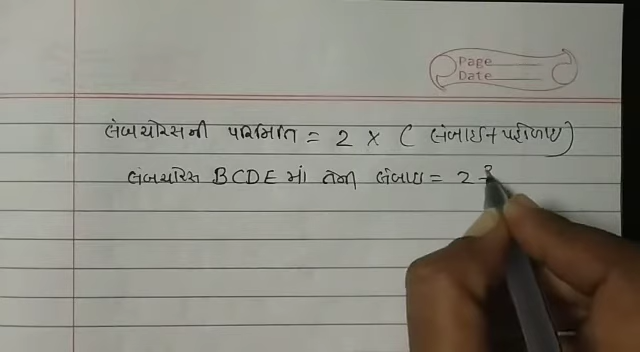 Page
Date
લંબચોરસની પરિમિતિ = 2 × ( લંબાઇ + પહોળાઇ )
લંબચોરસ BCDE માં તેની લંબાઇ = 2